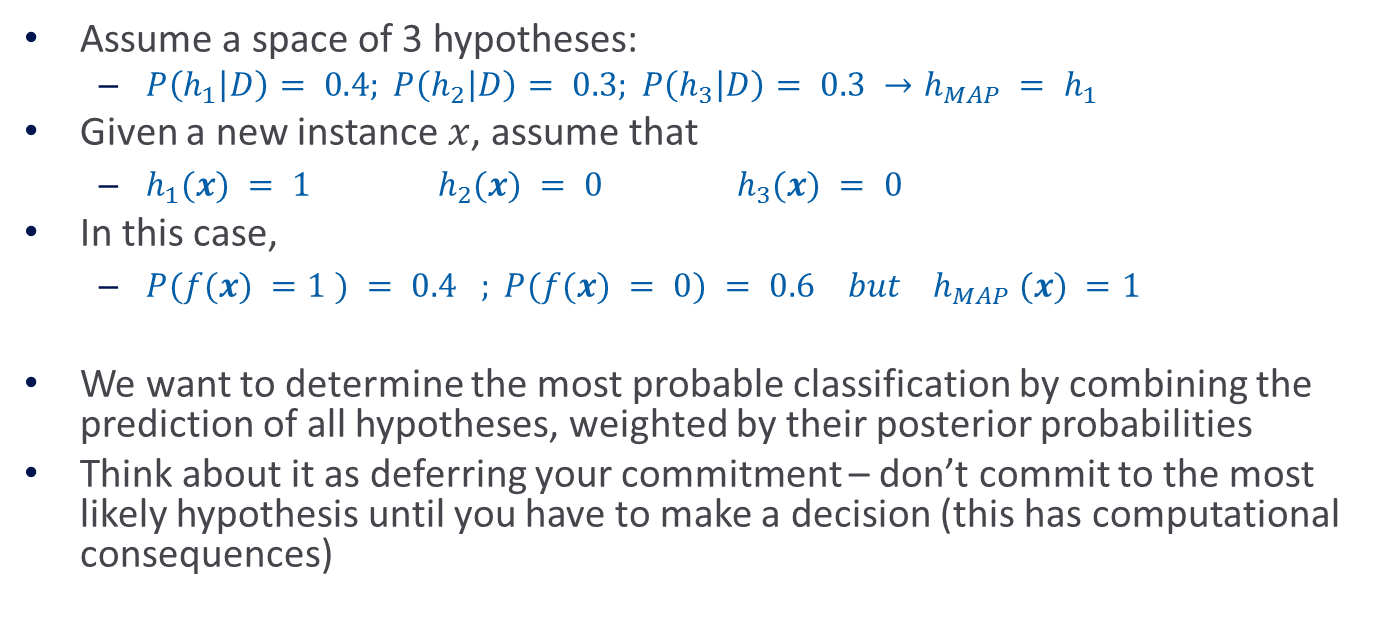 • Assume a space of 3 hypotheses:
– P(h₁|D) = 0.4; P(h₂|D) = 0.3; P(h₃|D) = 0.3 → h_MAP = h₁
• Given a new instance x, assume that
– h₁(x) = 1 h₂(x) = 0 h₃(x) = 0
• In this case,
– P(f(x) = 1 ) = 0.4 ; P(f(x) = 0) = 0.6 but h_MAP (x) = 1
• We want to determine the most probable classification by combining the
prediction of all hypotheses, weighted by their posterior probabilities
• Think about it as deferring your commitment – don’t commit to the most
likely hypothesis until you have to make a decision (this has computational
consequences)